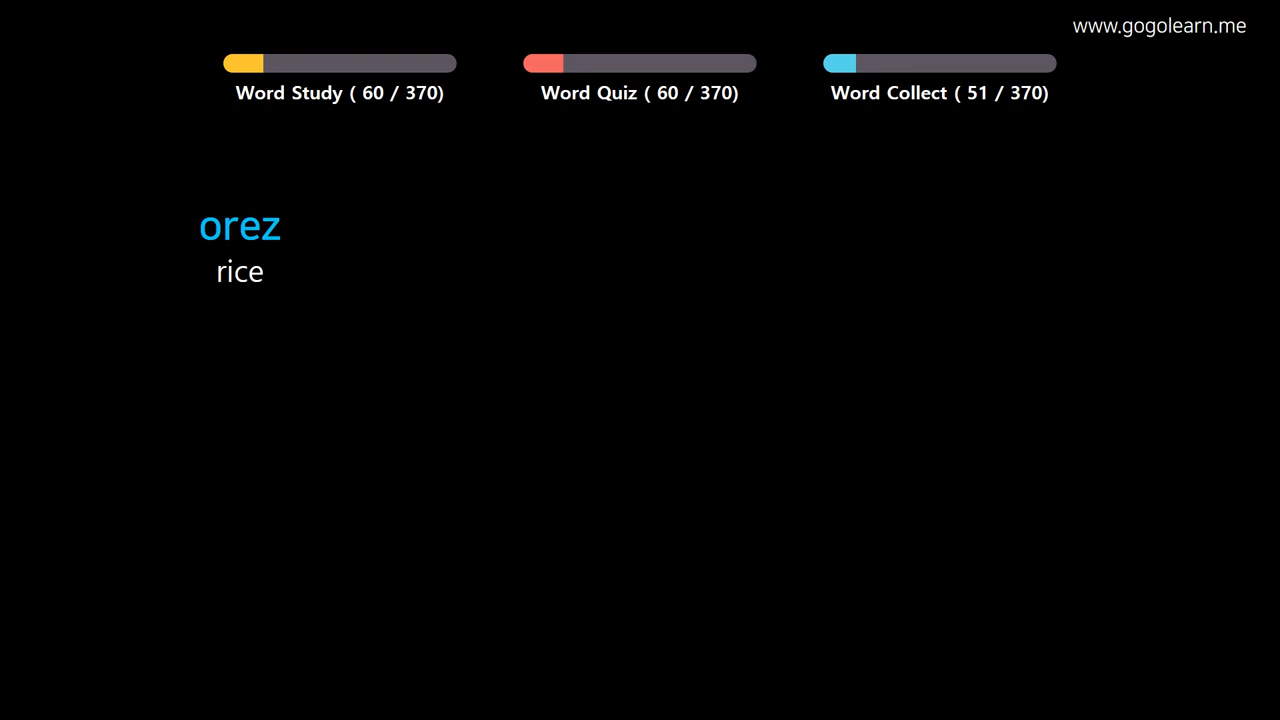 www.gogolearn.me
Word Study ( 60 / 370)
Word Quiz ( 60 / 370)
Word Collect ( 51 / 370)
orez
rice